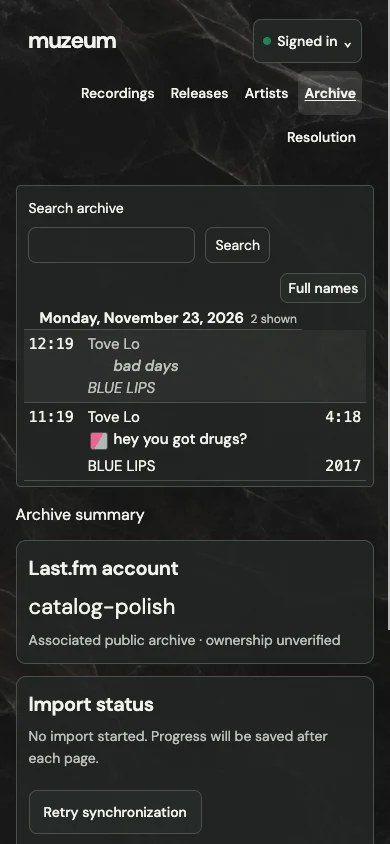 muzeum
Signed in
Recordings Releases Artists Archive
Resolution
Search archive
Search
Full names
Monday, November 23, 2026 2 shown
12:19 Tove Lo
bad days
BLUE LIPS
11:19 Tove Lo 4:18
hey you got drugs?
BLUE LIPS 2017
Archive summary
Last.fm account
catalog-polish
Associated public archive · ownership unverified
Import status
No import started. Progress will be saved after
each page.
Retry synchronization